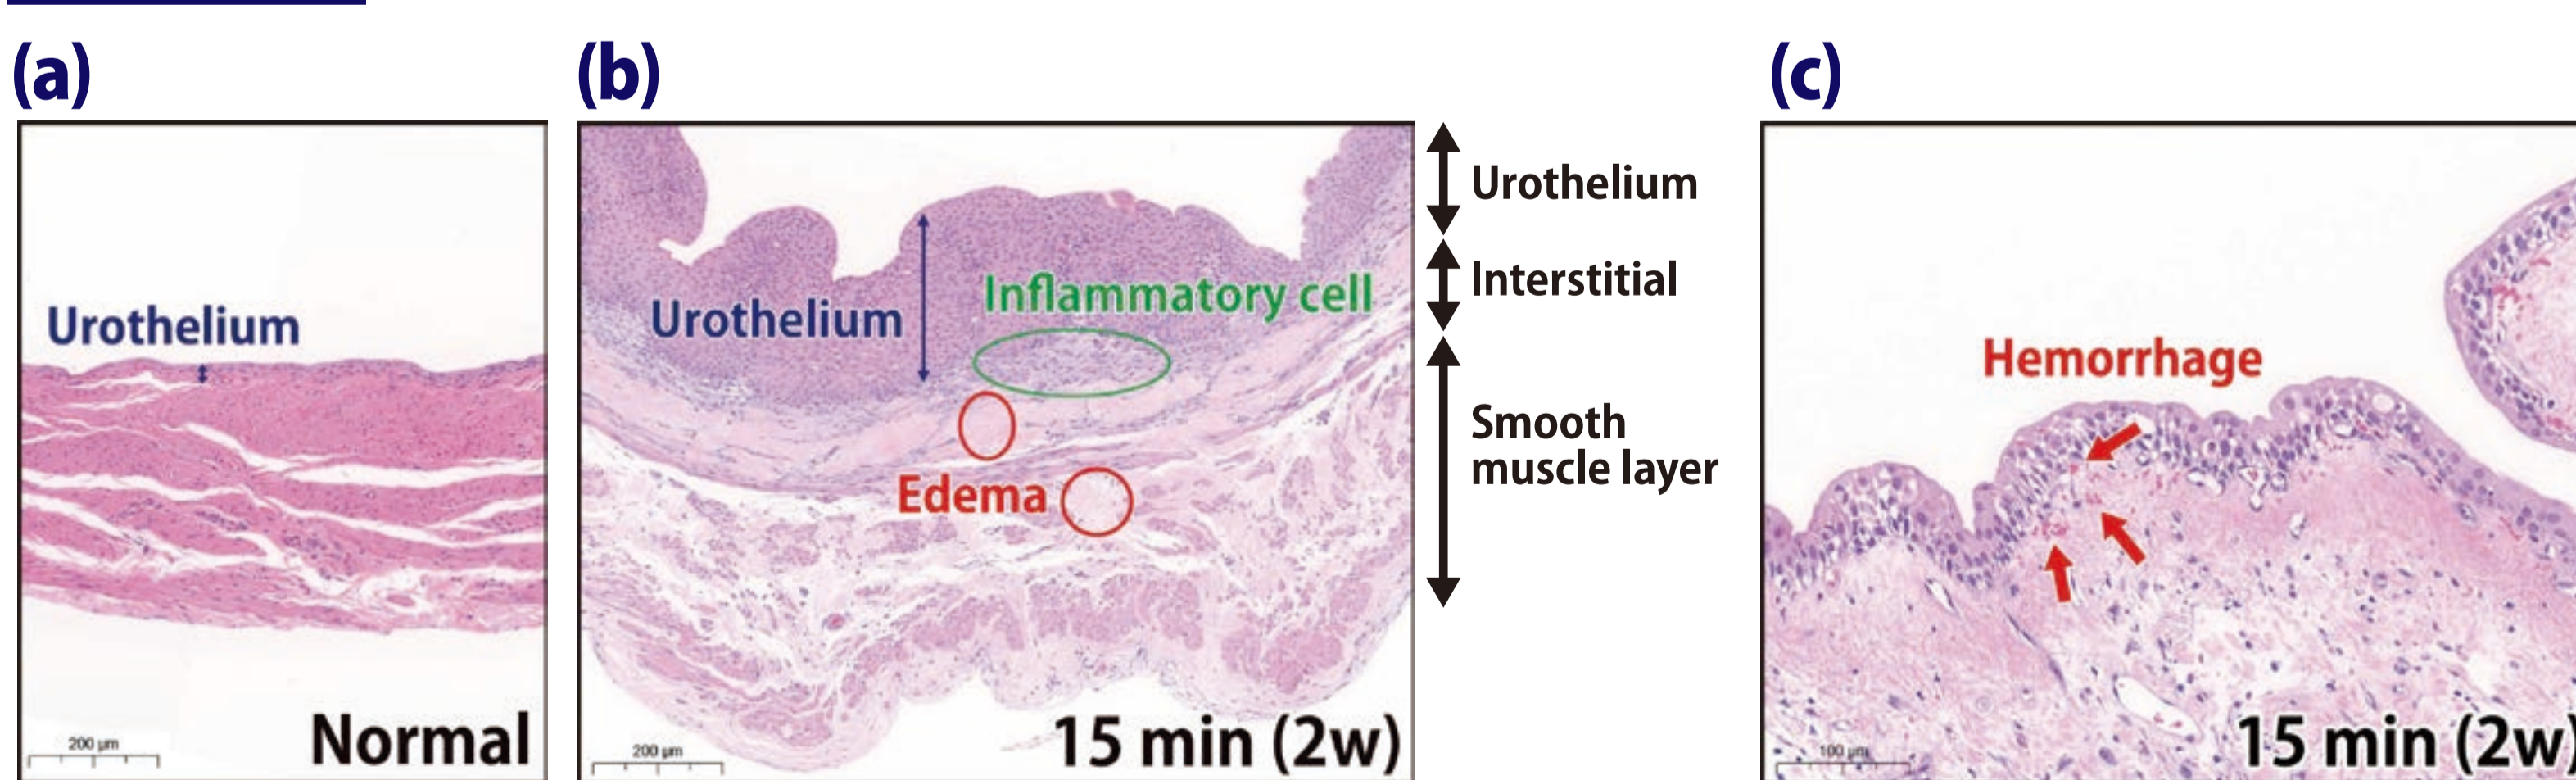 (a)
Urothelium
200 µm
Normal
(b)
Urothelium
Inflammatory cell
Edema
200 µm
15 min (2w)
Urothelium
Interstitial
Smooth
muscle layer
(c)
Hemorrhage
100 µm
15 min (2w)